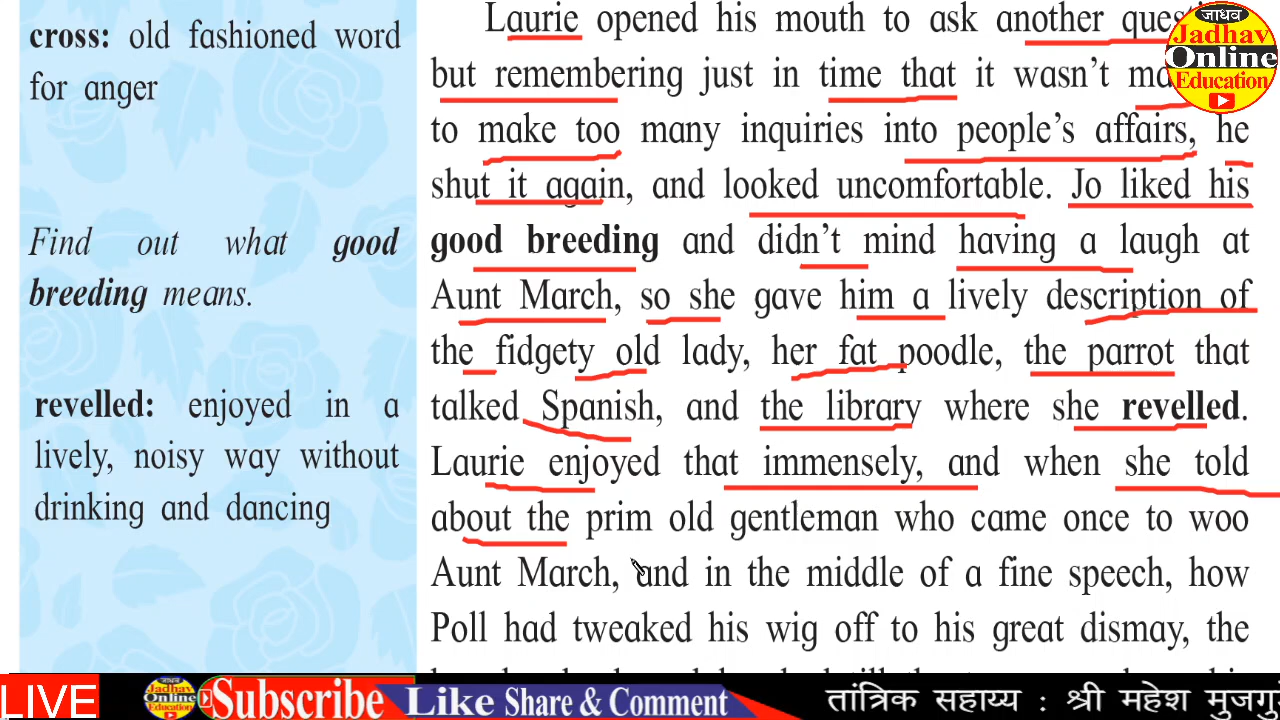 cross: old fashioned word
for anger
Find out what good
breeding means.
revelled: enjoyed in a
lively, noisy way without
drinking and dancing
Laurie opened his mouth to ask another
but remembering just in time that it wasn't
to make too many inquiries into people's affairs, he
shut it again, and looked uncomfortable. Jo liked his
good breeding and didn't mind having a laugh at
Aunt March, so she gave him a lively description of
the fidgety old lady, her fat poodle, the parrot that
talked Spanish, and the library where she revelled.
Laurie enjoyed that immensely, and when she told
about the prim old gentleman who came once to woo
Aunt March, and in the middle of a fine speech, how
Poll had tweaked his wig off to his great dismay, the
जाधव
Jadhav
Online
Education
LIVE
जाधव
Jadhav
Online
Education
Subscribe
Like Share & Comment
तांत्रिक सहाय्य : श्री महेश